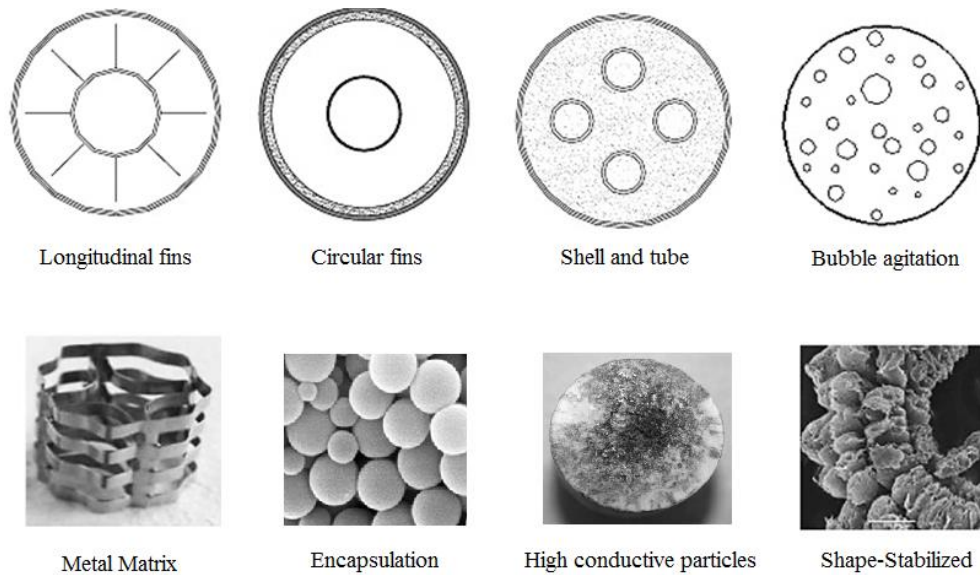 Longitudinal fins
Circular fins
Shell and tube
Bubble agitation
Metal Matrix
Encapsulation
High conductive particles
Shape-Stabilized